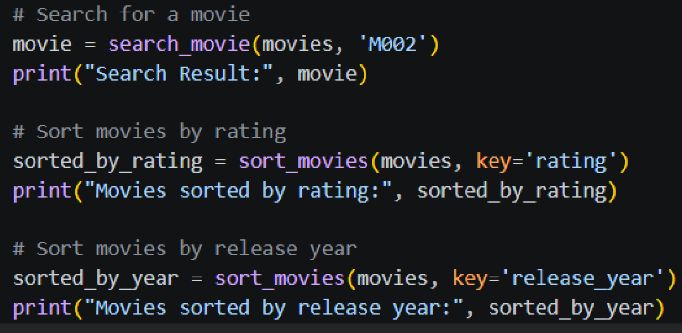 # Search for a movie
movie = search_movie(movies, 'M002')
print("Search Result:", movie)
# Sort movies by rating
sorted_by_rating = sort_movies(movies, key='rating')
print("Movies sorted by rating:", sorted_by_rating)
# Sort movies by release year
sorted_by_year = sort_movies(movies, key='release_year')
print("Movies sorted by release year:", sorted_by_year)